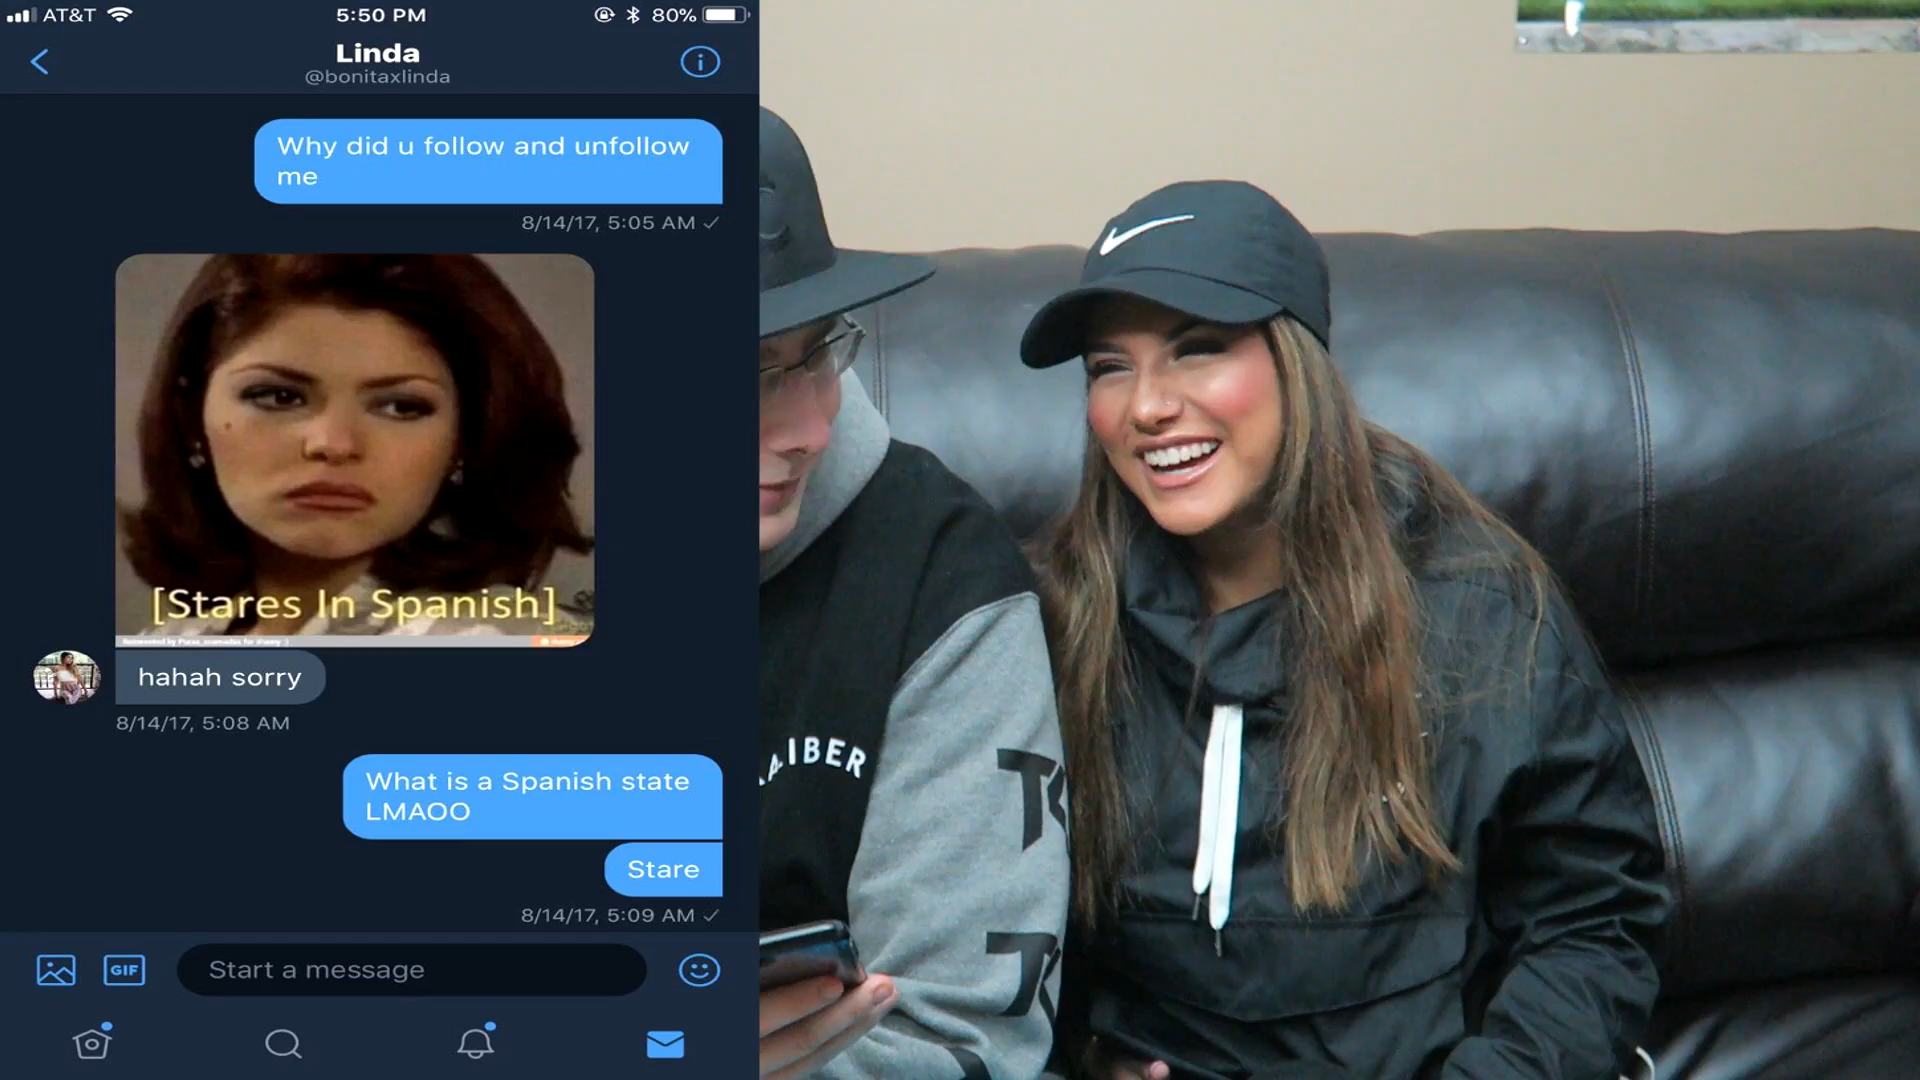 AT&T 5:50 PM 80%
Linda
@bonitaxlinda
Why did u follow and unfollow
me
8/14/17, 5:05 AM ✓
[Stares In Spanish]
hahah sorry
8/14/17, 5:08 AM
What is a Spanish state
LMAOO
Stare
8/14/17, 5:09 AM ✓
GIF
Start a message
IBER